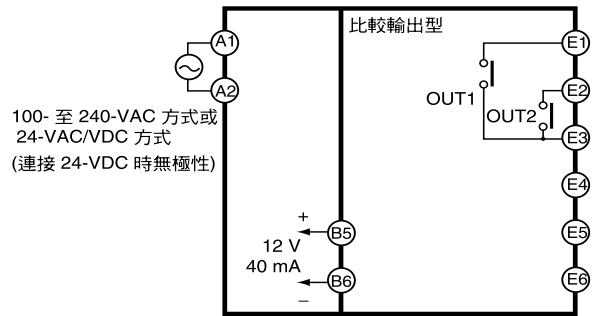 比較輸出型
A1
E1
A2
E2
OUT1
OUT2
100- 至 240-VAC 方式或
24-VAC/VDC 方式
(連接 24-VDC 時無極性)
E3
E4
+
12 V
B5
E5
40 mA
B6
E6
−